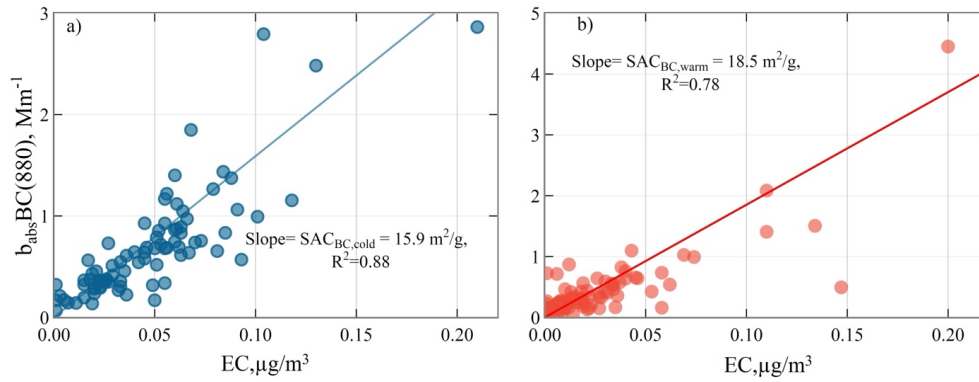 a)
b_abs BC(880), Mm⁻¹
3
2
1
0
0.00
0.05
0.10
0.15
0.20
EC,µg/m³
Slope= SAC_BC,cold = 15.9 m²/g,
R²=0.88
b)
5
4
3
2
1
0
0.00
0.05
0.10
0.15
0.20
EC,µg/m³
Slope= SAC_BC,warm = 18.5 m²/g,
R²=0.78